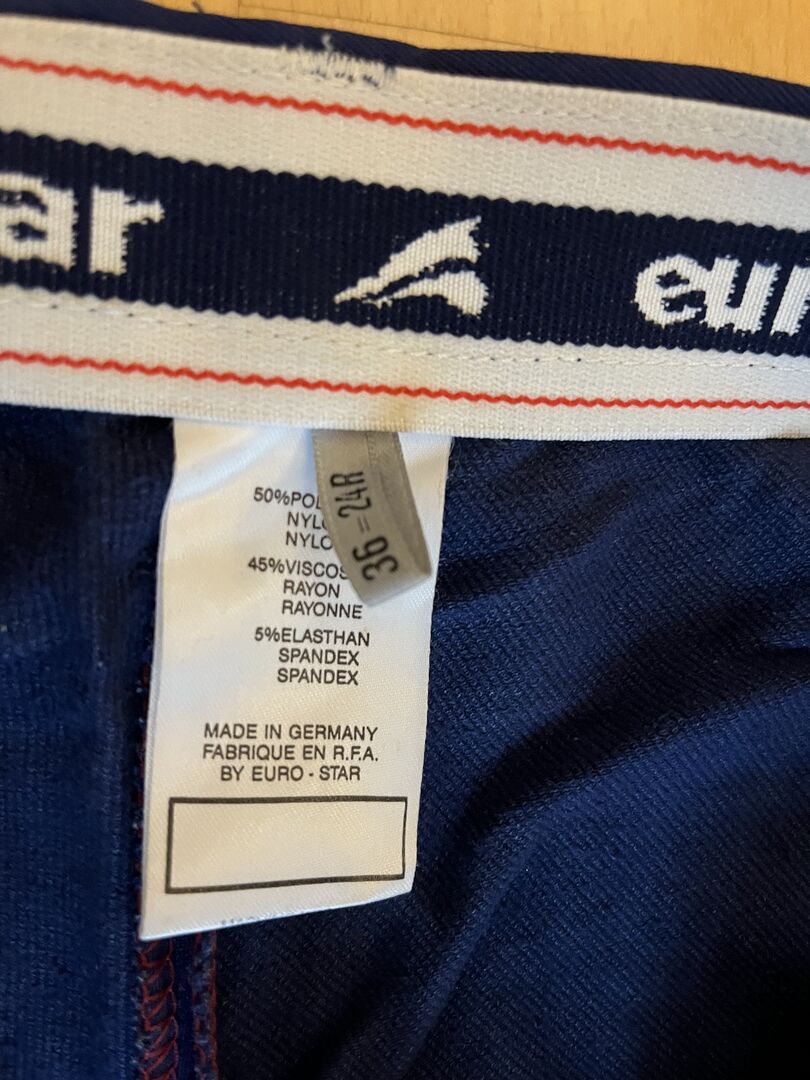 ar eur
36 = 24R
50%POL
NYL
NYLO
45%VISCOS
RAYON
RAYONNE
5%ELASTHAN
SPANDEX
SPANDEX
MADE IN GERMANY
FABRIQUE EN R.F.A.
BY EURO - STAR